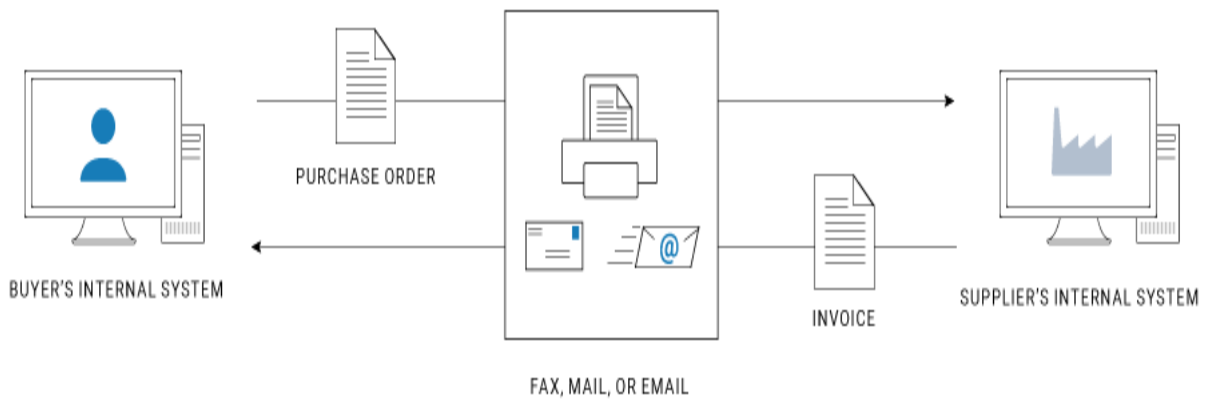 PURCHASE ORDER
BUYER'S INTERNAL SYSTEM
@
INVOICE
SUPPLIER'S INTERNAL SYSTEM
FAX, MAIL, OR EMAIL